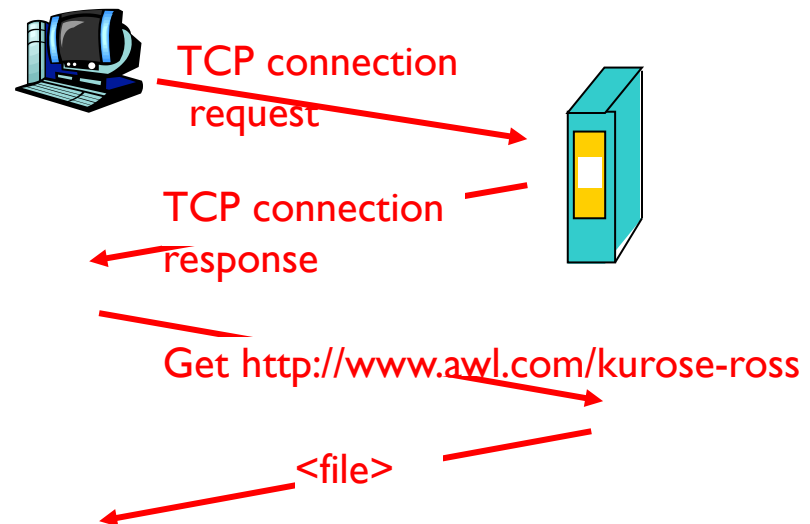 TCP connection
request
TCP connection
response
Get http://www.awl.com/kurose-ross
<file>